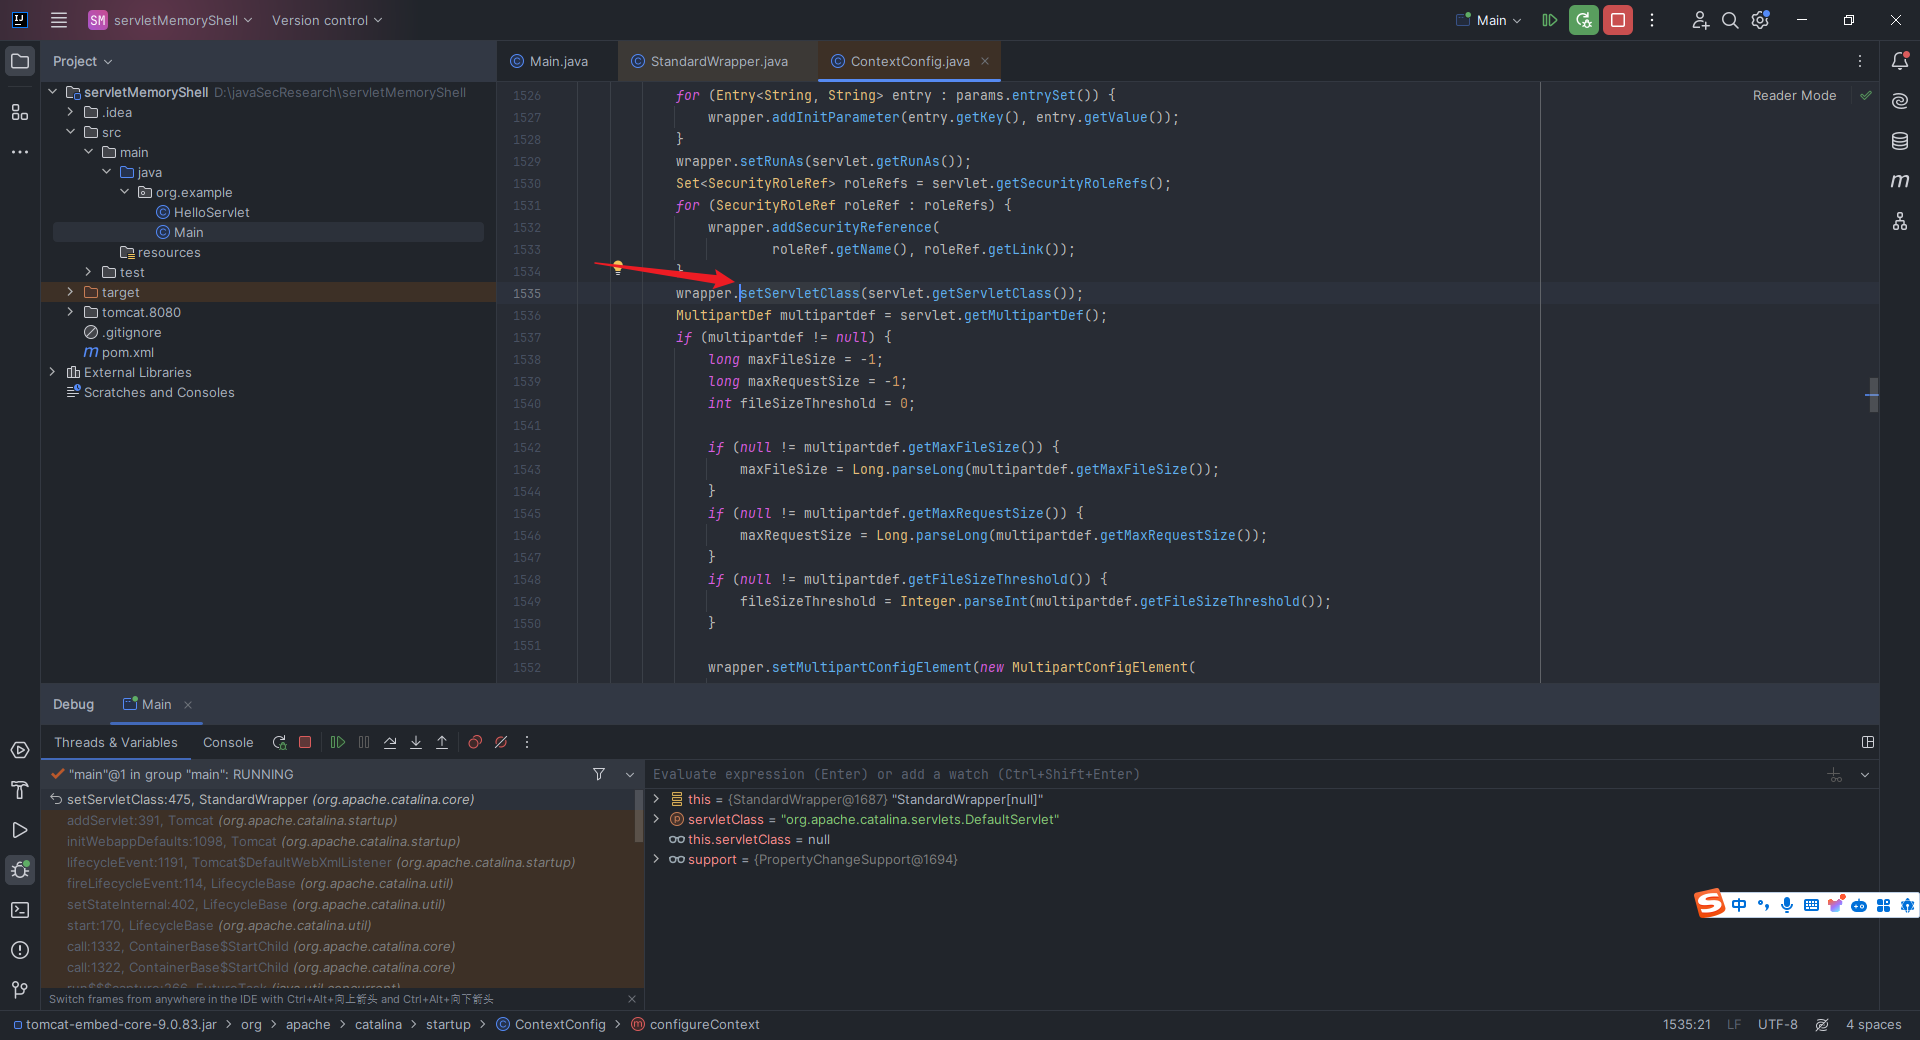 SM servletMemoryShell Version control Main
Project
Main.java StandardWrapper.java ContextConfig.java
Reader Mode
servletMemoryShell D:\javaSecResearch\servletMemoryShell
.idea
src
main
java
org.example
HelloServlet
Main
resources
test
target
tomcat.8080
.gitignore
pom.xml
External Libraries
Scratches and Consoles
1526 for (Entry<String, String> entry : params.entrySet()) {
1527 wrapper.addInitParameter(entry.getKey(), entry.getValue());
1528 }
1529 wrapper.setRunAs(servlet.getRunAs());
1530 Set<SecurityRoleRef> roleRefs = servlet.getSecurityRoleRefs();
1531 for (SecurityRoleRef roleRef : roleRefs) {
1532 wrapper.addSecurityReference(
1533 roleRef.getName(), roleRef.getLink());
1534 }
1535 wrapper.setServletClass(servlet.getServletClass());
1536 MultipartDef multipartdef = servlet.getMultipartDef();
1537 if (multipartdef != null) {
1538 long maxFileSize = -1;
1539 long maxRequestSize = -1;
1540 int fileSizeThreshold = 0;
1541
1542 if (null != multipartdef.getMaxFileSize()) {
1543 maxFileSize = Long.parseLong(multipartdef.getMaxFileSize());
1544 }
1545 if (null != multipartdef.getMaxRequestSize()) {
1546 maxRequestSize = Long.parseLong(multipartdef.getMaxRequestSize());
1547 }
1548 if (null != multipartdef.getFileSizeThreshold()) {
1549 fileSizeThreshold = Integer.parseInt(multipartdef.getFileSizeThreshold());
1550 }
1551
1552 wrapper.setMultipartConfigElement(new MultipartConfigElement(
Debug Main
Threads & Variables Console
"main"@1 in group "main": RUNNING
setServletClass:475, StandardWrapper (org.apache.catalina.core)
addServlet:391, Tomcat (org.apache.catalina.startup)
initWebappDefaults:1098, Tomcat (org.apache.catalina.startup)
lifecycleEvent:1191, Tomcat$DefaultWebXmlListener (org.apache.catalina.startup)
fireLifecycleEvent:114, LifecycleBase (org.apache.catalina.util)
setStateInternal:402, LifecycleBase (org.apache.catalina.util)
start:170, LifecycleBase (org.apache.catalina.util)
call:1332, ContainerBase$StartChild (org.apache.catalina.core)
call:1322, ContainerBase$StartChild (org.apache.catalina.core)
run$$$capture:266, FutureTask (java.util.concurrent)
Switch frames from anywhere in the IDE with Ctrl+Alt+向上箭头 and Ctrl+Alt+向下箭头
Evaluate expression (Enter) or add a watch (Ctrl+Shift+Enter)
this = {StandardWrapper@1687} "StandardWrapper[null]"
servletClass = "org.apache.catalina.servlets.DefaultServlet"
this.servletClass = null
support = {PropertyChangeSupport@1694}
中
tomcat-embed-core-9.0.83.jar > org > apache > catalina > startup > ContextConfig > configureContext
1535:21 LF UTF-8 4 spaces